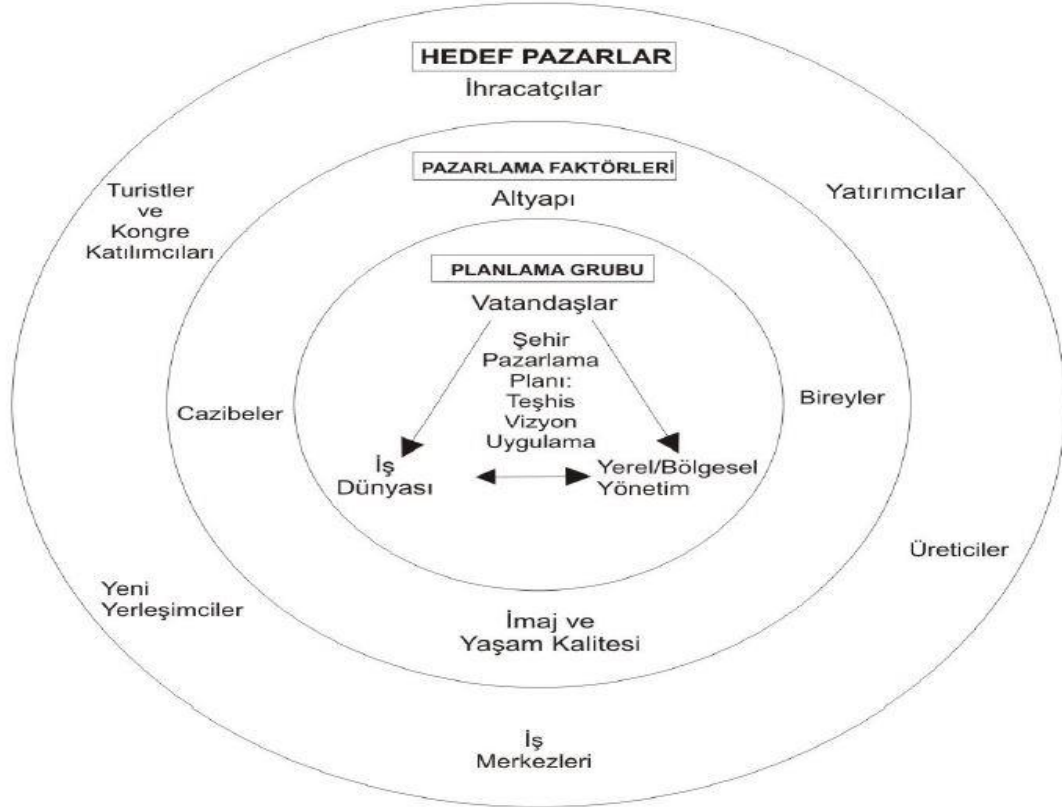 HEDEF PAZARLAR
İhracatçılar
PAZARLAMA FAKTÖRLERİ
Altyapı
Turistler
ve
Kongre
Katılımcıları
Yatırımcılar
PLANLAMA GRUBU
Vatandaşlar
Şehir
Pazarlama
Planı:
Teşhis
Vizyon
Uygulama
Cazibeler
Bireyler
İş
Dünyası
Yerel/Bölgesel
Yönetim
Üreticiler
Yeni
Yerleşimciler
İmaj ve
Yaşam Kalitesi
İş
Merkezleri